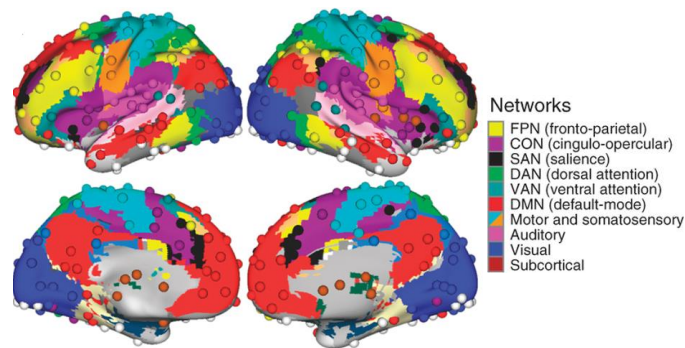 Networks
FPN (fronto-parietal)
CON (cingulo-opercular)
SAN (salience)
DAN (dorsal attention)
VAN (ventral attention)
DMN (default-mode)
Motor and somatosensory
Auditory
Visual
Subcortical